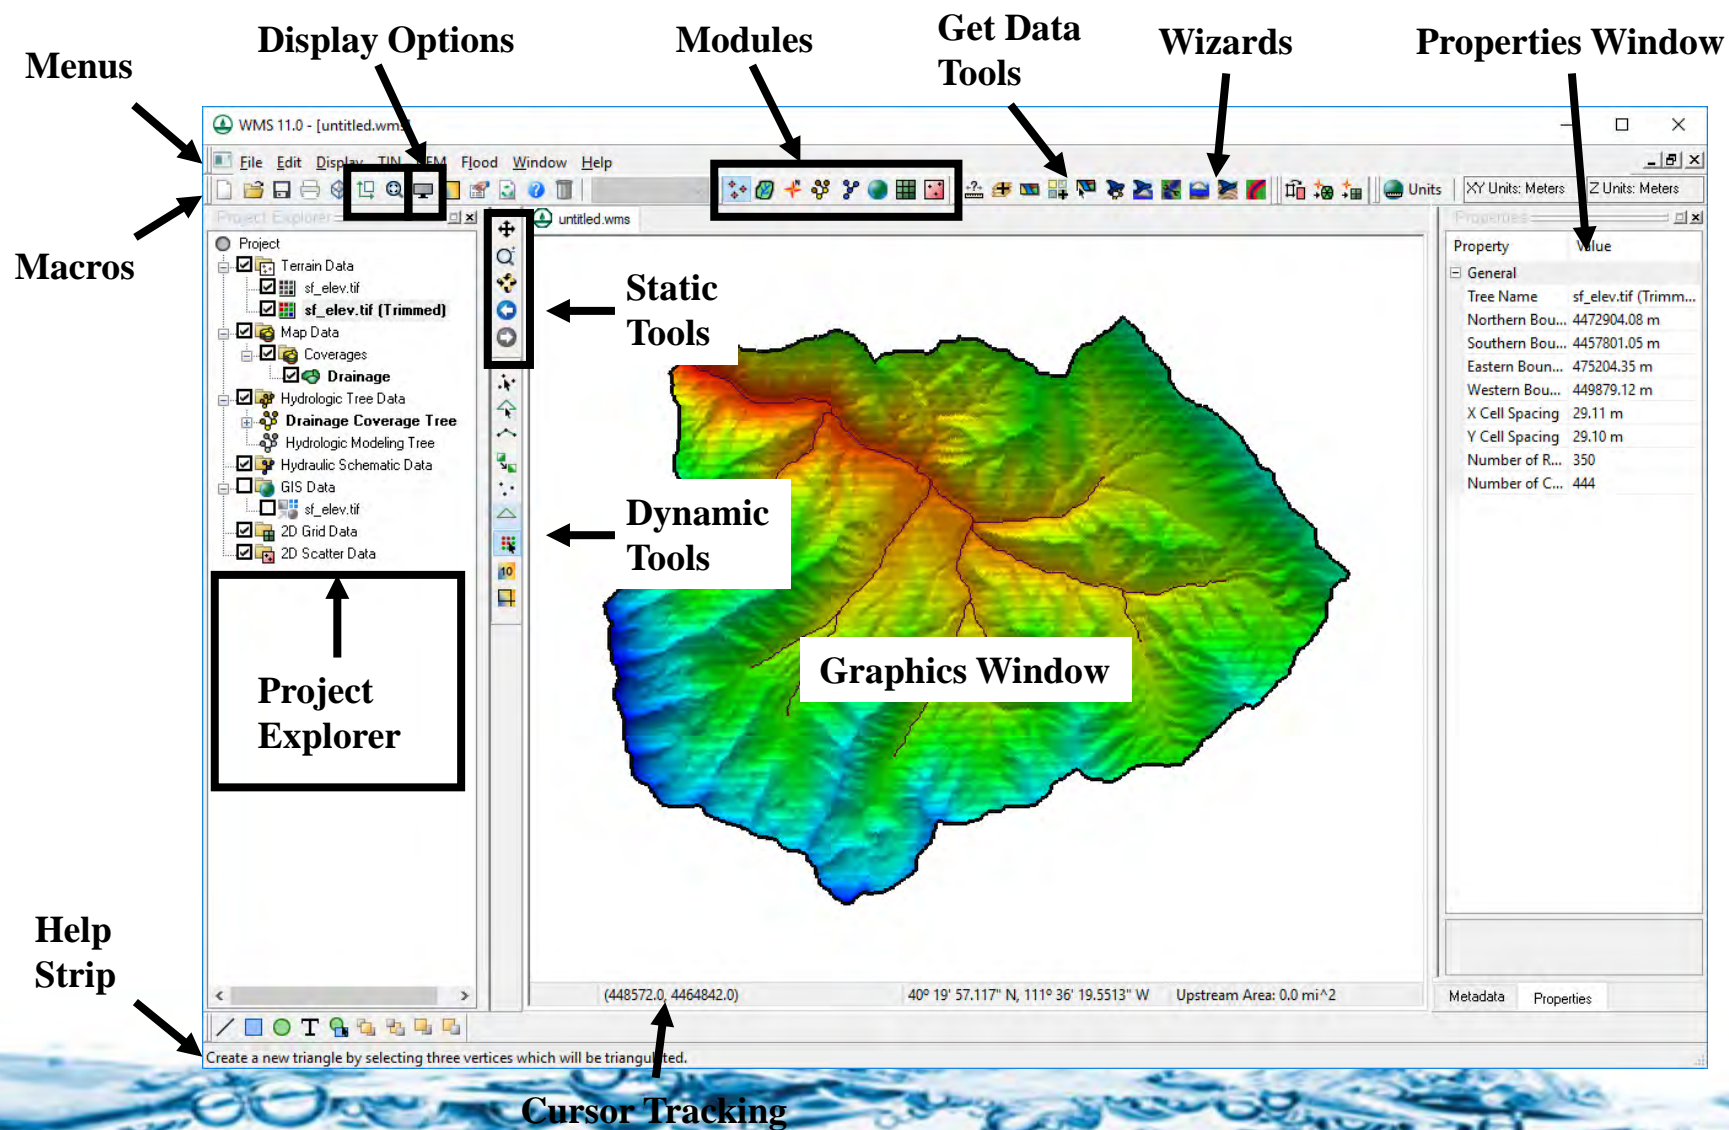 Display Options
Modules
Get Data
Tools
Wizards
Properties Window
Menus
WMS 11.0 - [untitled.wms]
File Edit Display TIN DEM Flood Window Help
Units
XY Units: Meters
Z Units: Meters
Macros
Project Explorer
untitled.wms
Properties
Project
Terrain Data
sf_elev.tif
sf_elev.tif (Trimmed)
Map Data
Coverages
Drainage
Hydrologic Tree Data
Drainage Coverage Tree
Hydrologic Modeling Tree
Hydraulic Schematic Data
GIS Data
sf_elev.tif
2D Grid Data
2D Scatter Data
Project
Explorer
10
Static
Tools
Dynamic
Tools
Graphics Window
Property Value
General
Tree Name sf_elev.tif (Trimm...
Northern Bou... 4472904.08 m
Southern Bou... 4457801.05 m
Eastern Boun... 475204.35 m
Western Bou... 449879.12 m
X Cell Spacing 29.11 m
Y Cell Spacing 29.10 m
Number of R... 350
Number of C... 444
Help
Strip
(448572.0, 4464842.0)
40º 19' 57.117" N, 111º 36' 19.5513" W
Upstream Area: 0.0 mi^2
Metadata
Properties
T
Create a new triangle by selecting three vertices which will be triangulated.
Cursor Tracking